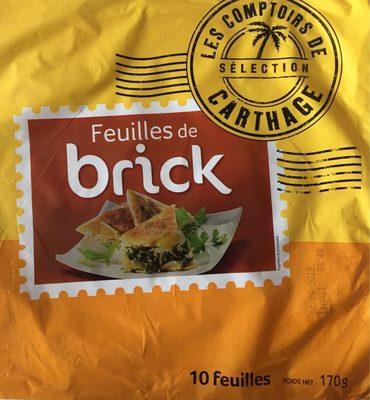 LES COMPTOIRS DE
SÉLECTION
CARTHAGE
Feuilles de
brick
10 feuilles POIDS NET : 170g